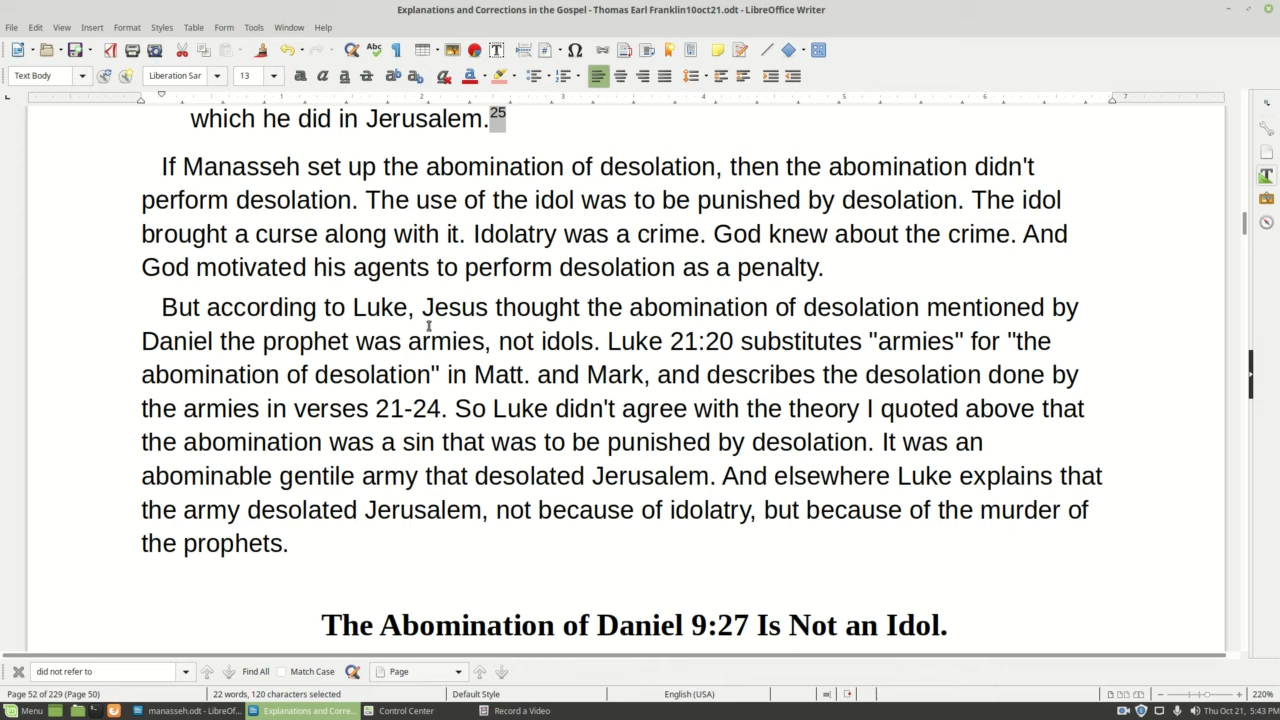 Explanations and Corrections in the Gospel - Thomas Earl Franklin10oct21.odt - LibreOffice Writer
File Edit View Insert Format Styles Table Form Tools Window Help
Text Body Liberation Sar 13
1 2 3 4 5 6 7
which he did in Jerusalem.25
If Manasseh set up the abomination of desolation, then the abomination didn't
perform desolation. The use of the idol was to be punished by desolation. The idol
brought a curse along with it. Idolatry was a crime. God knew about the crime. And
God motivated his agents to perform desolation as a penalty.
But according to Luke, Jesus thought the abomination of desolation mentioned by
Daniel the prophet was armies, not idols. Luke 21:20 substitutes "armies" for "the
abomination of desolation" in Matt. and Mark, and describes the desolation done by
the armies in verses 21-24. So Luke didn't agree with the theory I quoted above that
the abomination was a sin that was to be punished by desolation. It was an
abominable gentile army that desolated Jerusalem. And elsewhere Luke explains that
the army desolated Jerusalem, not because of idolatry, but because of the murder of
the prophets.
The Abomination of Daniel 9:27 Is Not an Idol.
did not refer to Find All Match Case Page
Page 52 of 229 (Page 50) 22 words, 120 characters selected Default Style English (USA) 220%
Menu manasseh.odt - LibreOf... Explanations and Corre... Control Center Record a Video Thu Oct 21, 5:43 PM